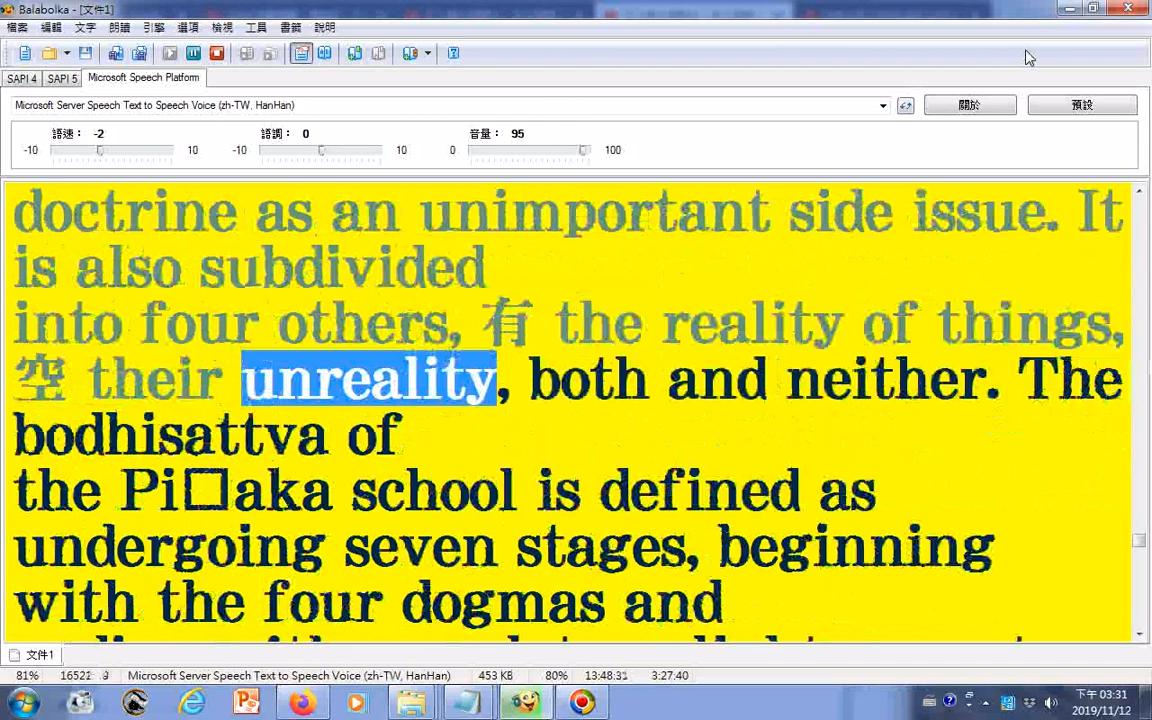 Balabolka - [文件1]
檔案 編輯 文字 朗讀 引擎 選項 檢視 工具 書籤 說明
SAPI 4 SAPI 5 Microsoft Speech Platform
Microsoft Server Speech Text to Speech Voice (zh-TW, HanHan) 關於 預設
語速： -2 語調： 0 音量： 95
-10 10 -10 10 0 100
doctrine as an unimportant side issue. It
is also subdivided
into four others, 有 the reality of things,
空 their unreality, both and neither. The
bodhisattva of
the Pi□aka school is defined as
undergoing seven stages, beginning
with the four dogmas and
文件1
81% Microsoft Server Speech Text to Speech Voice (zh-TW, HanHan) 453 KB 80% 13:48:31 3:27:40
下午 03:31
2019/11/12